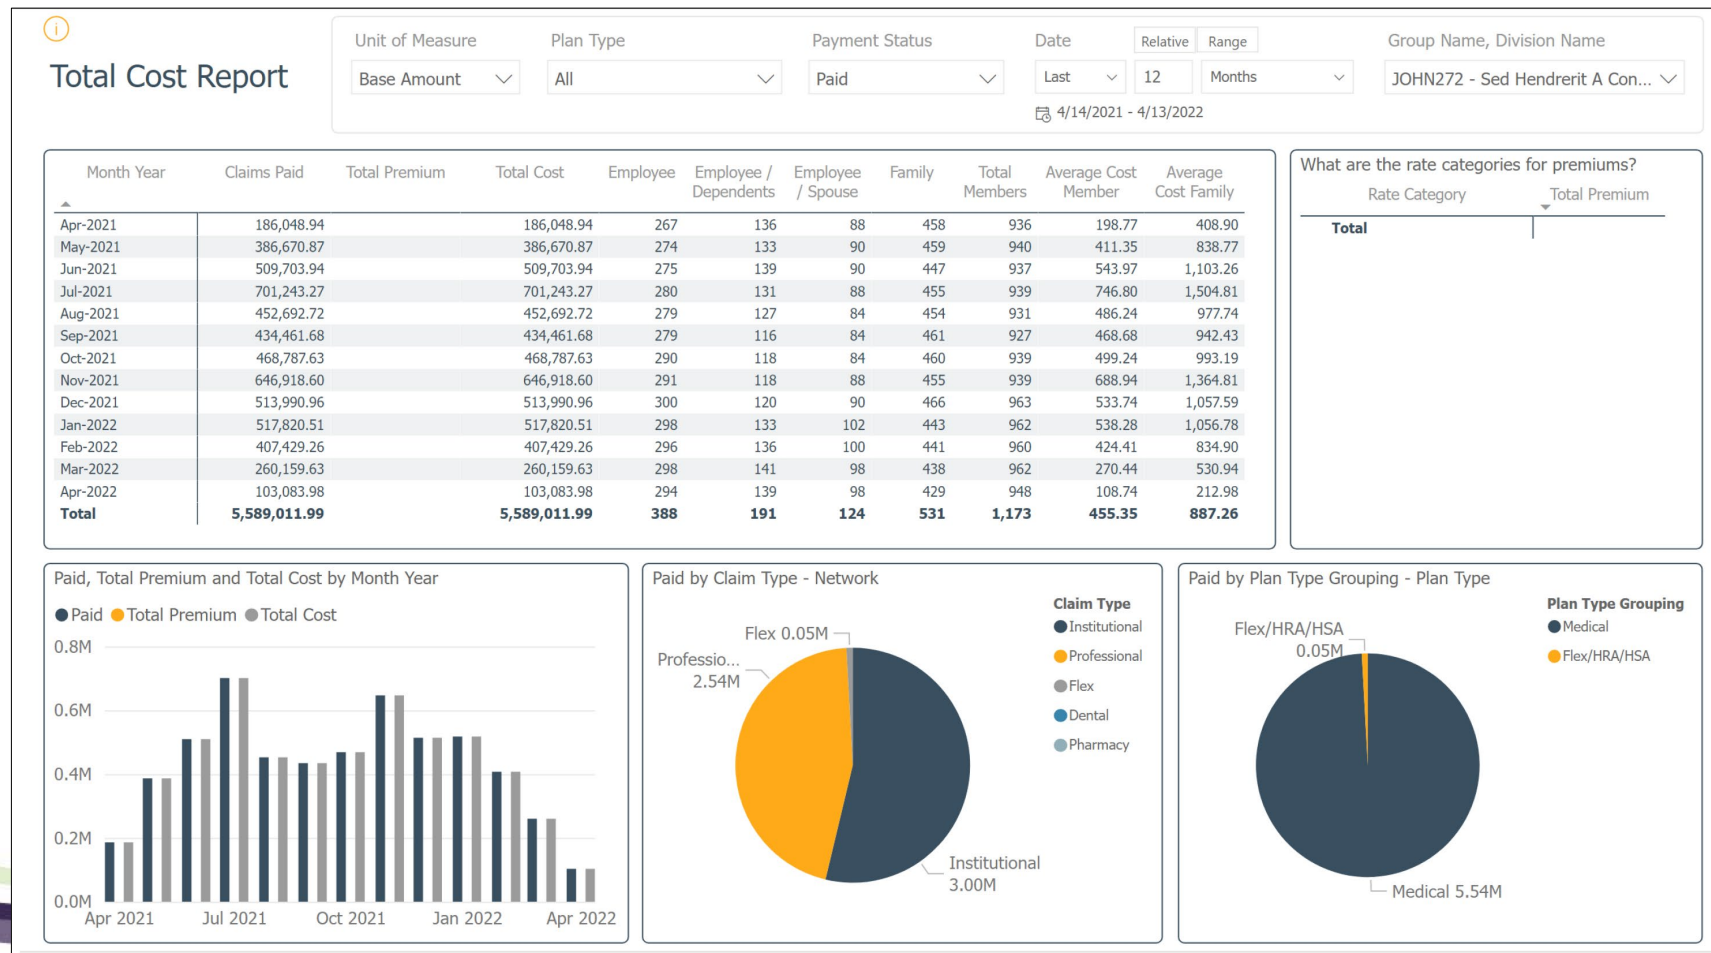 Total Cost Report
Unit of Measure
Base Amount
Plan Type
All
Payment Status
Paid
Date
Relative
Range
Last
12
Months
4/14/2021 - 4/13/2022
Group Name, Division Name
JOHN272 - Sed Hendrerit A Con...
Month Year Claims Paid Total Premium Total Cost Employee Employee / Dependents Employee / Spouse Family Total Members Average Cost Member Average Cost Family
Apr-2021 186,048.94 186,048.94 267 136 88 458 936 198.77 408.90
May-2021 386,670.87 386,670.87 274 133 90 459 940 411.35 838.77
Jun-2021 509,703.94 509,703.94 275 139 90 447 937 543.97 1,103.26
Jul-2021 701,243.27 701,243.27 280 131 88 455 939 746.80 1,504.81
Aug-2021 452,692.72 452,692.72 279 127 84 454 931 486.24 977.74
Sep-2021 434,461.68 434,461.68 279 116 84 461 927 468.68 942.43
Oct-2021 468,787.63 468,787.63 290 118 84 460 939 499.24 993.19
Nov-2021 646,918.60 646,918.60 291 118 88 455 939 688.94 1,364.81
Dec-2021 513,990.96 513,990.96 300 120 90 466 963 533.74 1,057.59
Jan-2022 517,820.51 517,820.51 298 133 102 443 962 538.28 1,056.78
Feb-2022 407,429.26 407,429.26 296 136 100 441 960 424.41 834.90
Mar-2022 260,159.63 260,159.63 298 141 98 438 962 270.44 530.94
Apr-2022 103,083.98 103,083.98 294 139 98 429 948 108.74 212.98
Total 5,589,011.99 5,589,011.99 388 191 124 531 1,173 455.35 887.26
What are the rate categories for premiums?
Rate Category Total Premium
Total
Paid, Total Premium and Total Cost by Month Year
Paid Total Premium Total Cost
0.8M
0.6M
0.4M
0.2M
0.0M
Apr 2021 Jul 2021 Oct 2021 Jan 2022 Apr 2022
Paid by Claim Type - Network
Flex 0.05M
Professio...
2.54M
Institutional
3.00M
Claim Type
Institutional
Professional
Flex
Dental
Pharmacy
Paid by Plan Type Grouping - Plan Type
Flex/HRA/HSA
0.05M
Medical 5.54M
Plan Type Grouping
Medical
Flex/HRA/HSA